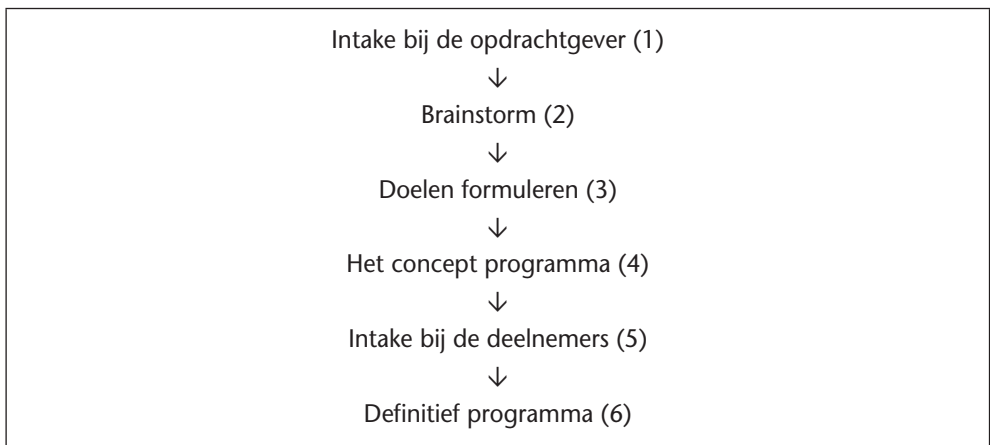 Intake bij de opdrachtgever (1)
↓
Brainstorm (2)
↓
Doelen formuleren (3)
↓
Het concept programma (4)
↓
Intake bij de deelnemers (5)
↓
Definitief programma (6)